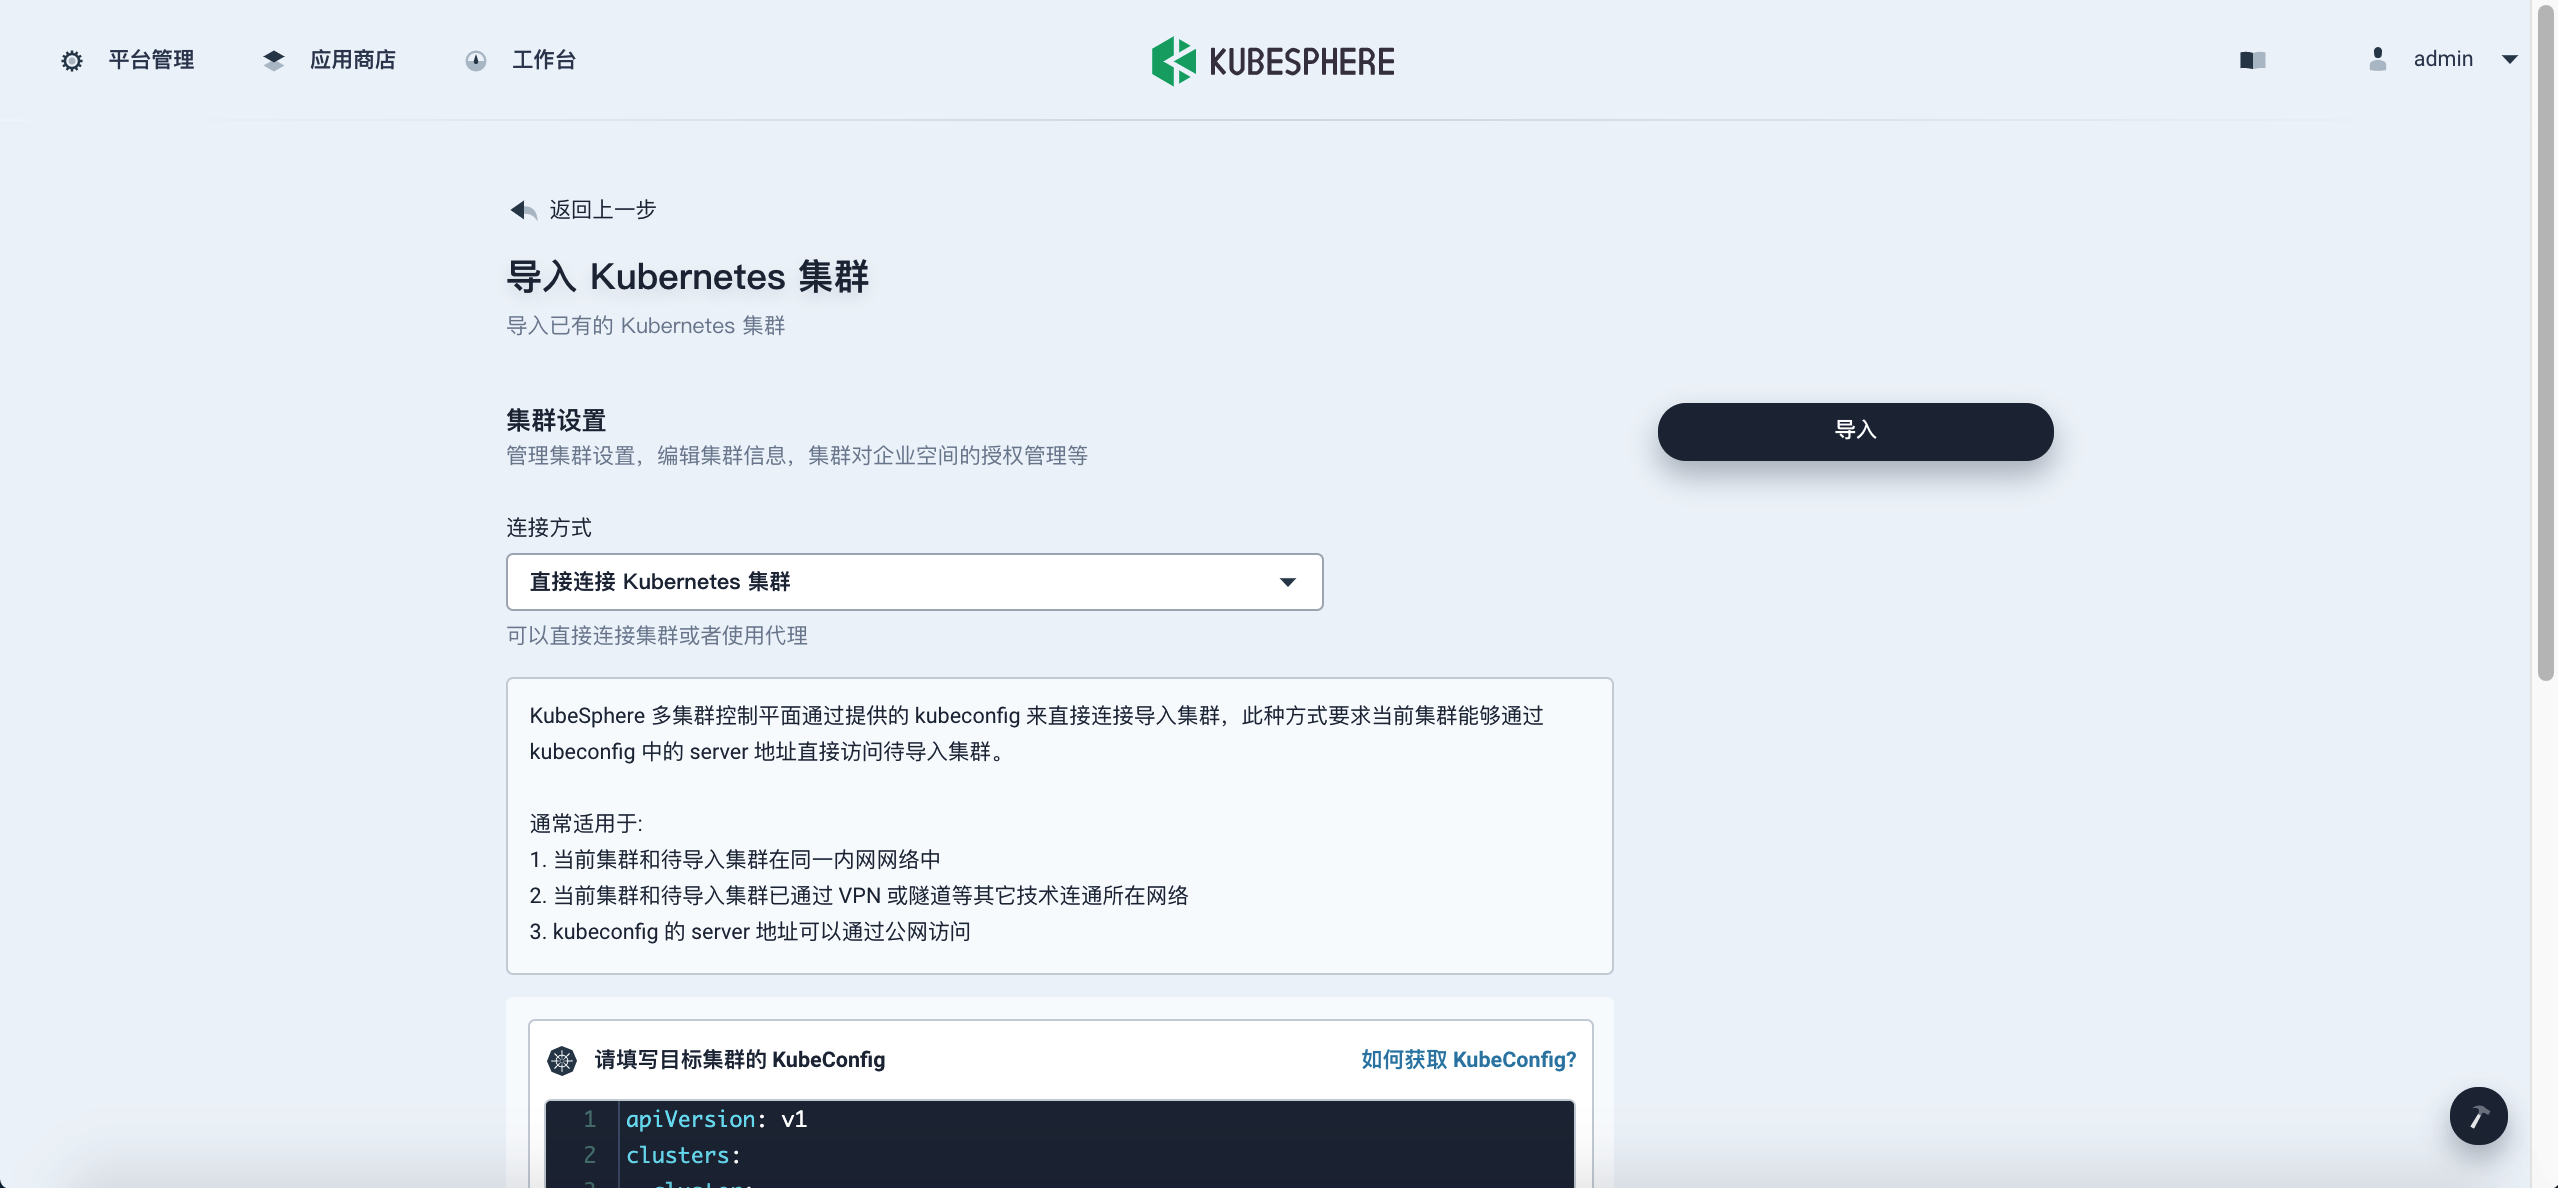 平台管理
应用商店
工作台
KUBESPHERE
admin
返回上一步
导入 Kubernetes 集群
导入已有的 Kubernetes 集群
集群设置
管理集群设置，编辑集群信息，集群对企业空间的授权管理等
导入
连接方式
直接连接 Kubernetes 集群
可以直接连接集群或者使用代理
KubeSphere 多集群控制平面通过提供的 kubeconfig 来直接连接导入集群，此种方式要求当前集群能够通过
kubeconfig 中的 server 地址直接访问待导入集群。
通常适用于:
1. 当前集群和待导入集群在同一内网网络中
2. 当前集群和待导入集群已通过 VPN 或隧道等其它技术连通所在网络
3. kubeconfig 的 server 地址可以通过公网访问
请填写目标集群的 KubeConfig
如何获取 KubeConfig?
1 apiVersion: v1
2 clusters: